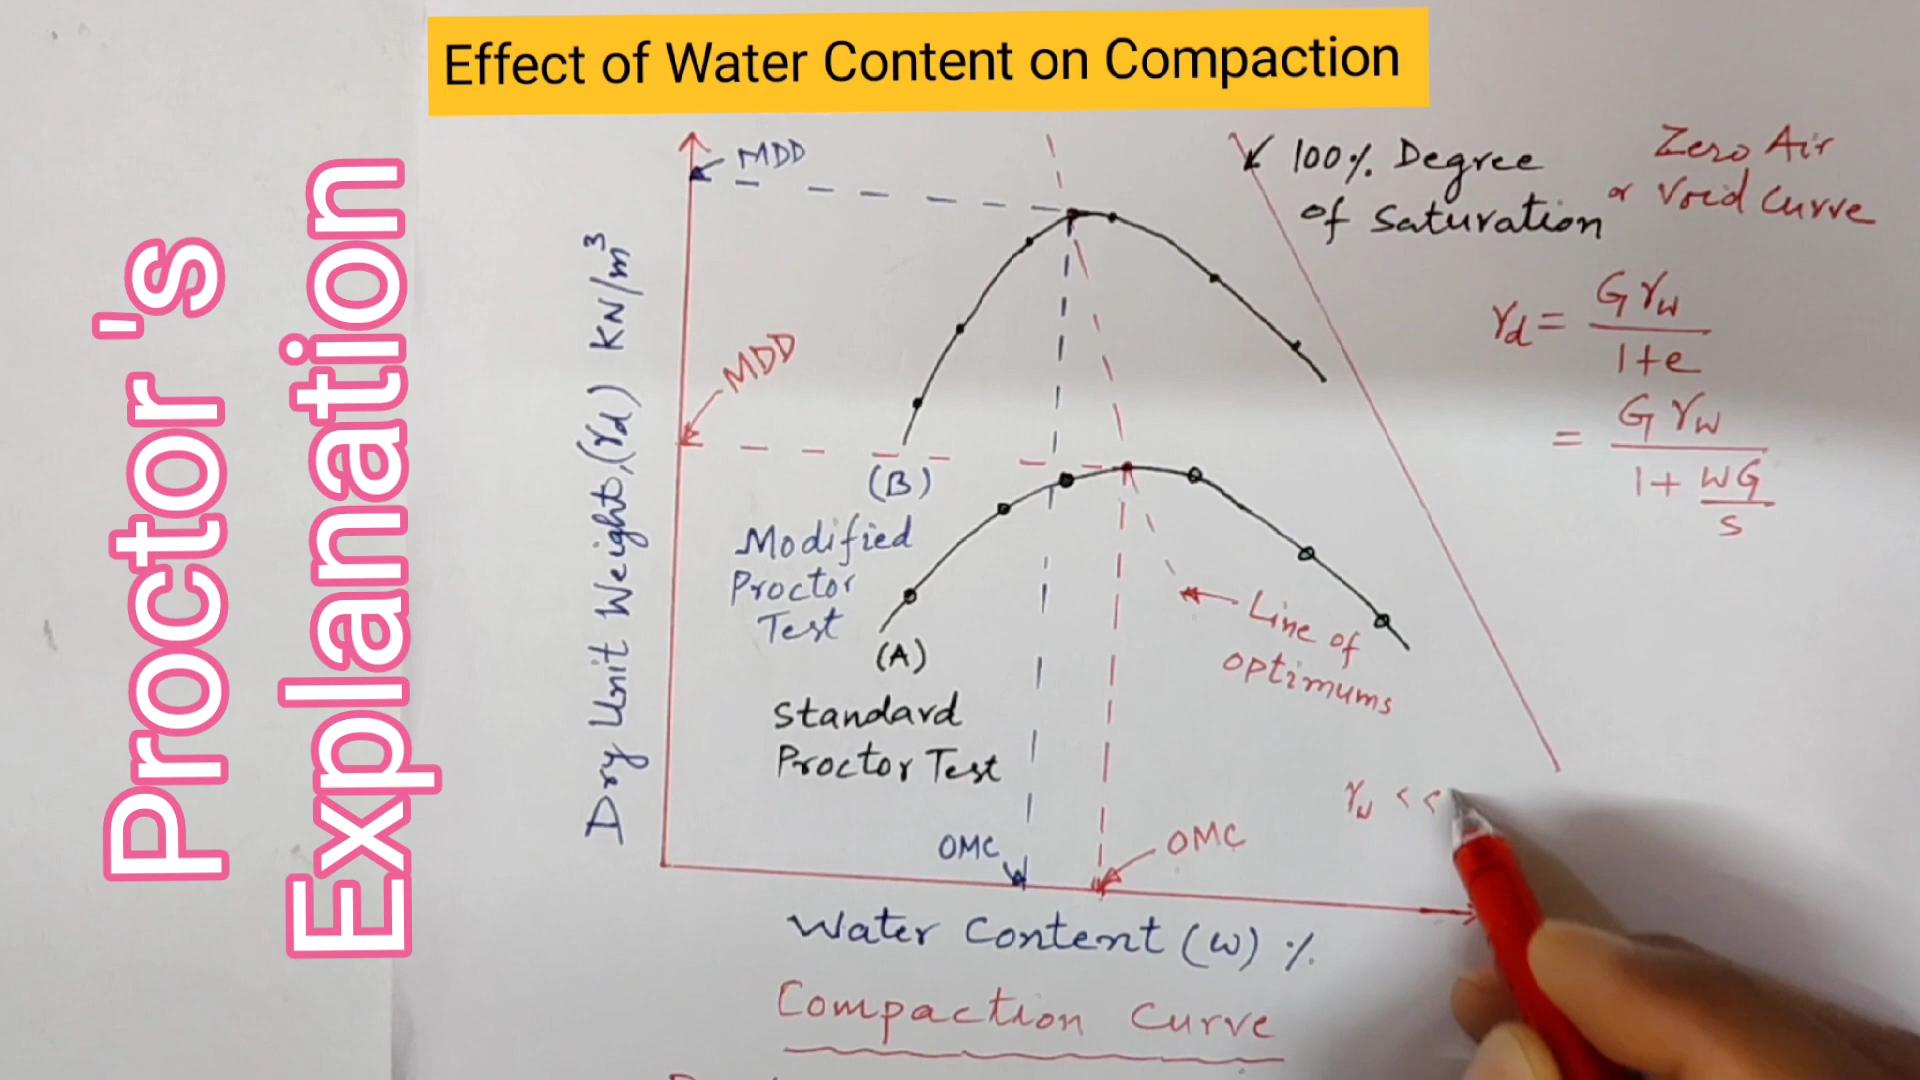 Effect of Water Content on Compaction
Proctor 's
Explanation
MDD
100% Degree
of Saturation
Zero Air
or Void Curve
Dry Unit Weight, (γd) KN/m³
MDD
γd = Gγw / 1+e
= Gγw / 1 + wG/s
(B)
Modified
Proctor
Test
(A)
Standard
Proctor Test
Line of
optimums
γw <<
OMC
OMC
Water Content (w) %
Compaction Curve